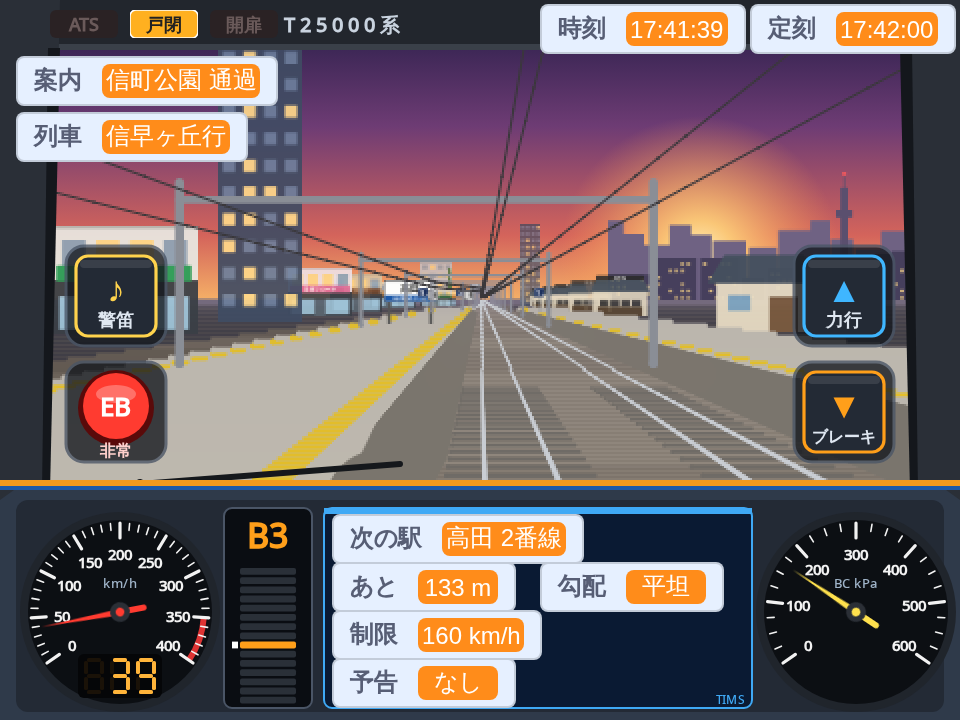 ATS 戸閉 開扉 T25000系
時刻 17:41:39 定刻 17:42:00
案内 信町公園 通過
列車 信早ヶ丘行
♪
警笛
EB
非常
▲
力行
▼
ブレーキ
0 50 100 150 200 250 300 350 400
km/h
39
B3
次の駅 高田 2番線
あと 133 m 勾配 平坦
制限 160 km/h
予告 なし
TIMS
0 100 200 300 400 500 600
BC kPa